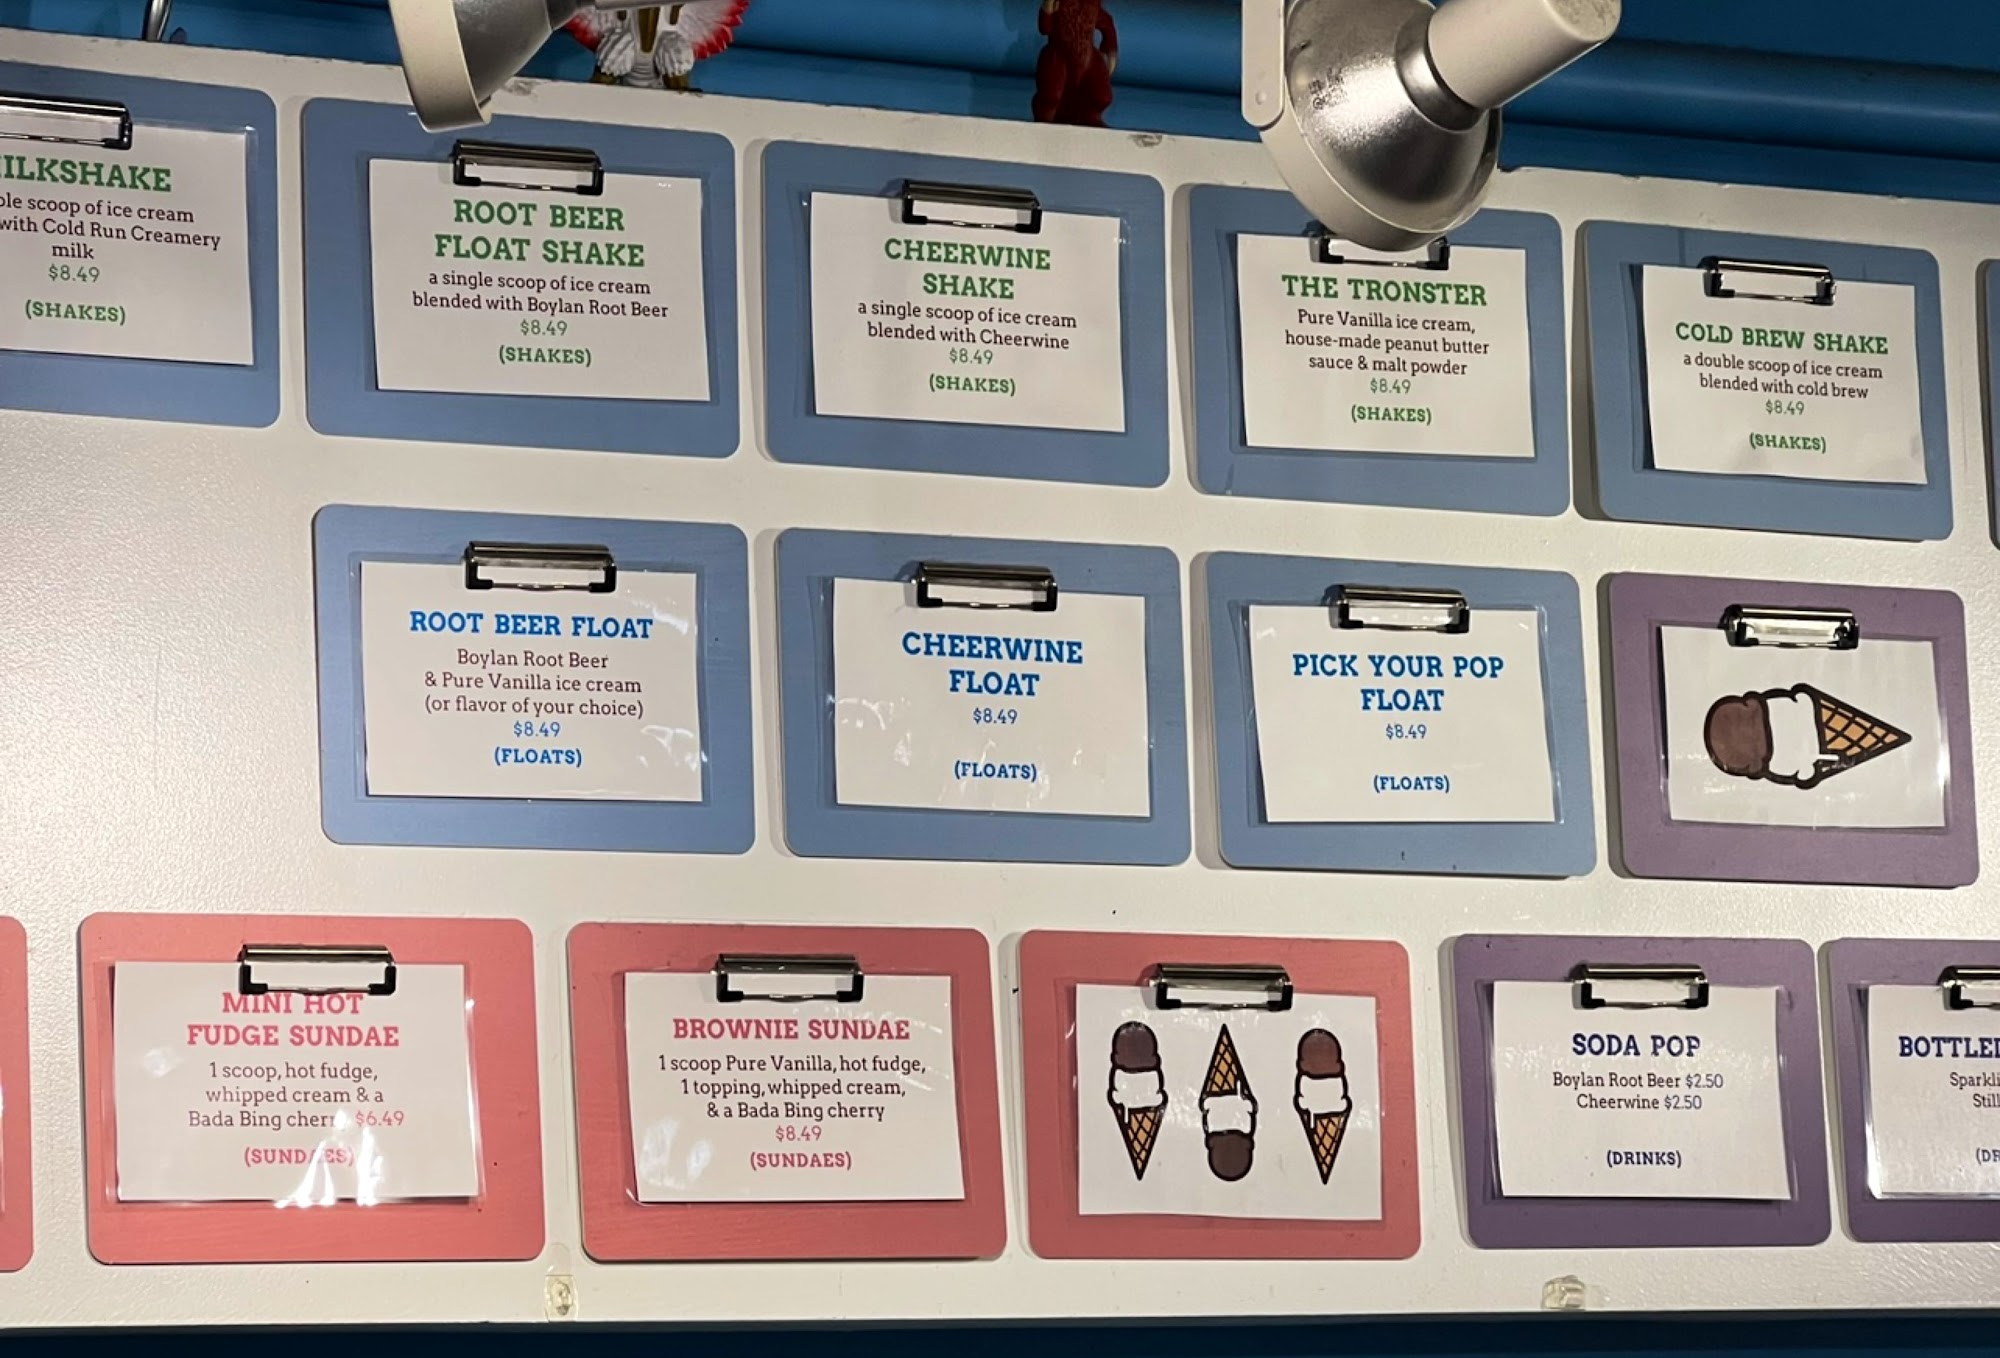 MILKSHAKE
scoop of ice cream
with Cold Run Creamery
milk
$8.49
(SHAKES)
ROOT BEER
FLOAT SHAKE
a single scoop of ice cream
blended with Boylan Root Beer
$8.49
(SHAKES)
CHEERWINE
SHAKE
a single scoop of ice cream
blended with Cheerwine
$8.49
(SHAKES)
THE TRONSTER
Pure Vanilla ice cream,
house-made peanut butter
sauce & malt powder
$8.49
(SHAKES)
COLD BREW SHAKE
a double scoop of ice cream
blended with cold brew
$8.49
(SHAKES)
ROOT BEER FLOAT
Boylan Root Beer
& Pure Vanilla ice cream
(or flavor of your choice)
$8.49
(FLOATS)
CHEERWINE
FLOAT
$8.49
(FLOATS)
PICK YOUR POP
FLOAT
$8.49
(FLOATS)
MINI HOT
FUDGE SUNDAE
1 scoop, hot fudge,
whipped cream & a
Bada Bing cherry $6.49
(SUNDAES)
BROWNIE SUNDAE
1 scoop Pure Vanilla, hot fudge,
1 topping, whipped cream,
& a Bada Bing cherry
$8.49
(SUNDAES)
SODA POP
Boylan Root Beer $2.50
Cheerwine $2.50
(DRINKS)
BOTTLED
Still